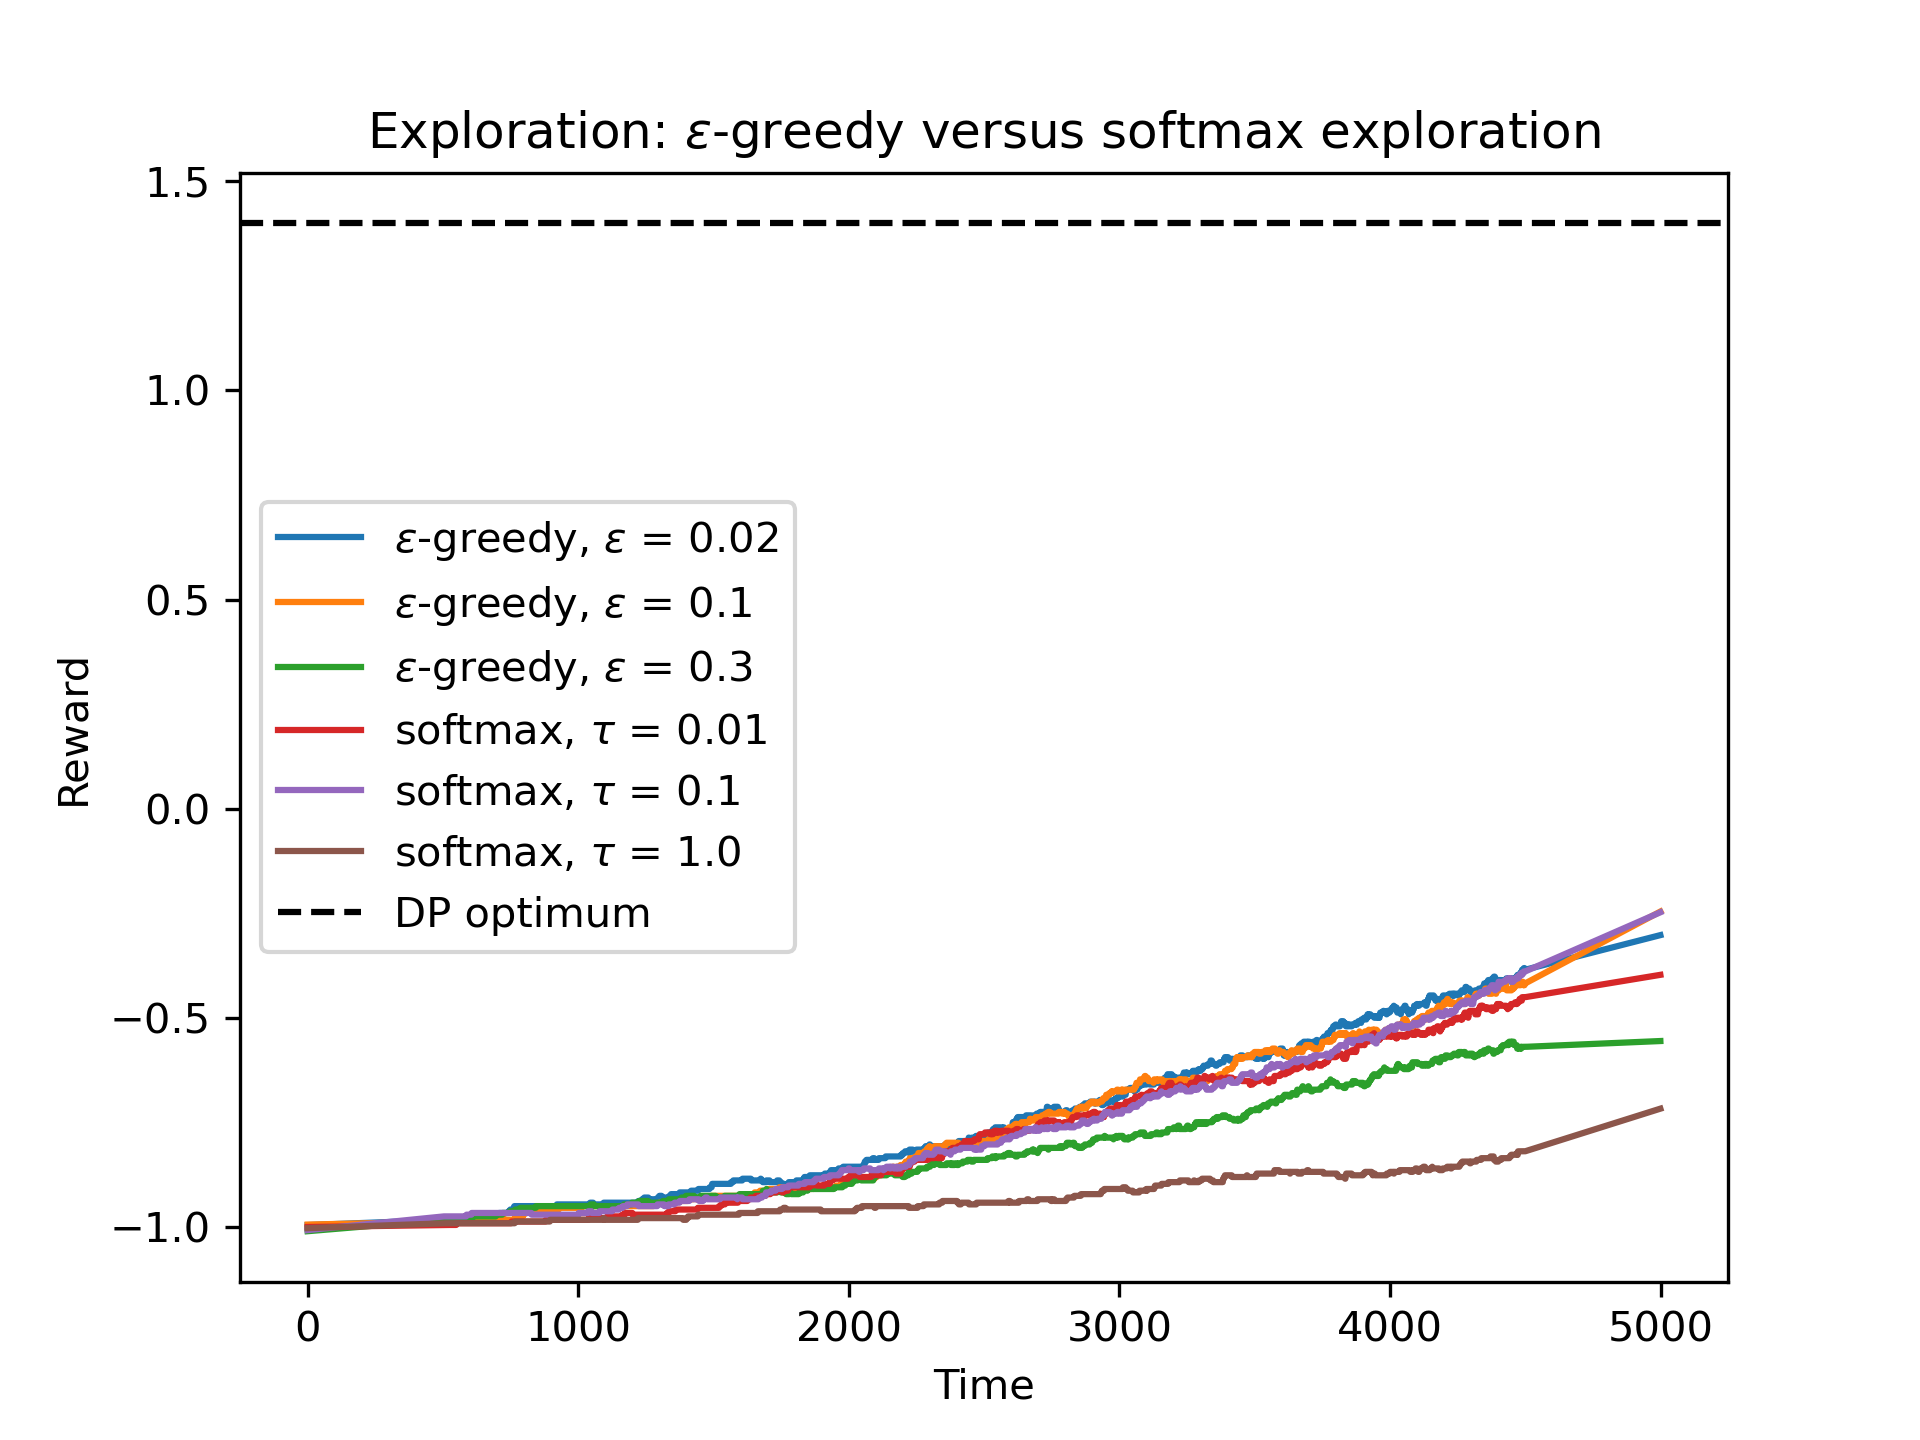 Exploration: ε-greedy versus softmax exploration
1.5
1.0
0.5
0.0
−0.5
−1.0
Reward
ε-greedy, ε = 0.02
ε-greedy, ε = 0.1
ε-greedy, ε = 0.3
softmax, τ = 0.01
softmax, τ = 0.1
softmax, τ = 1.0
DP optimum
0 1000 2000 3000 4000 5000
Time